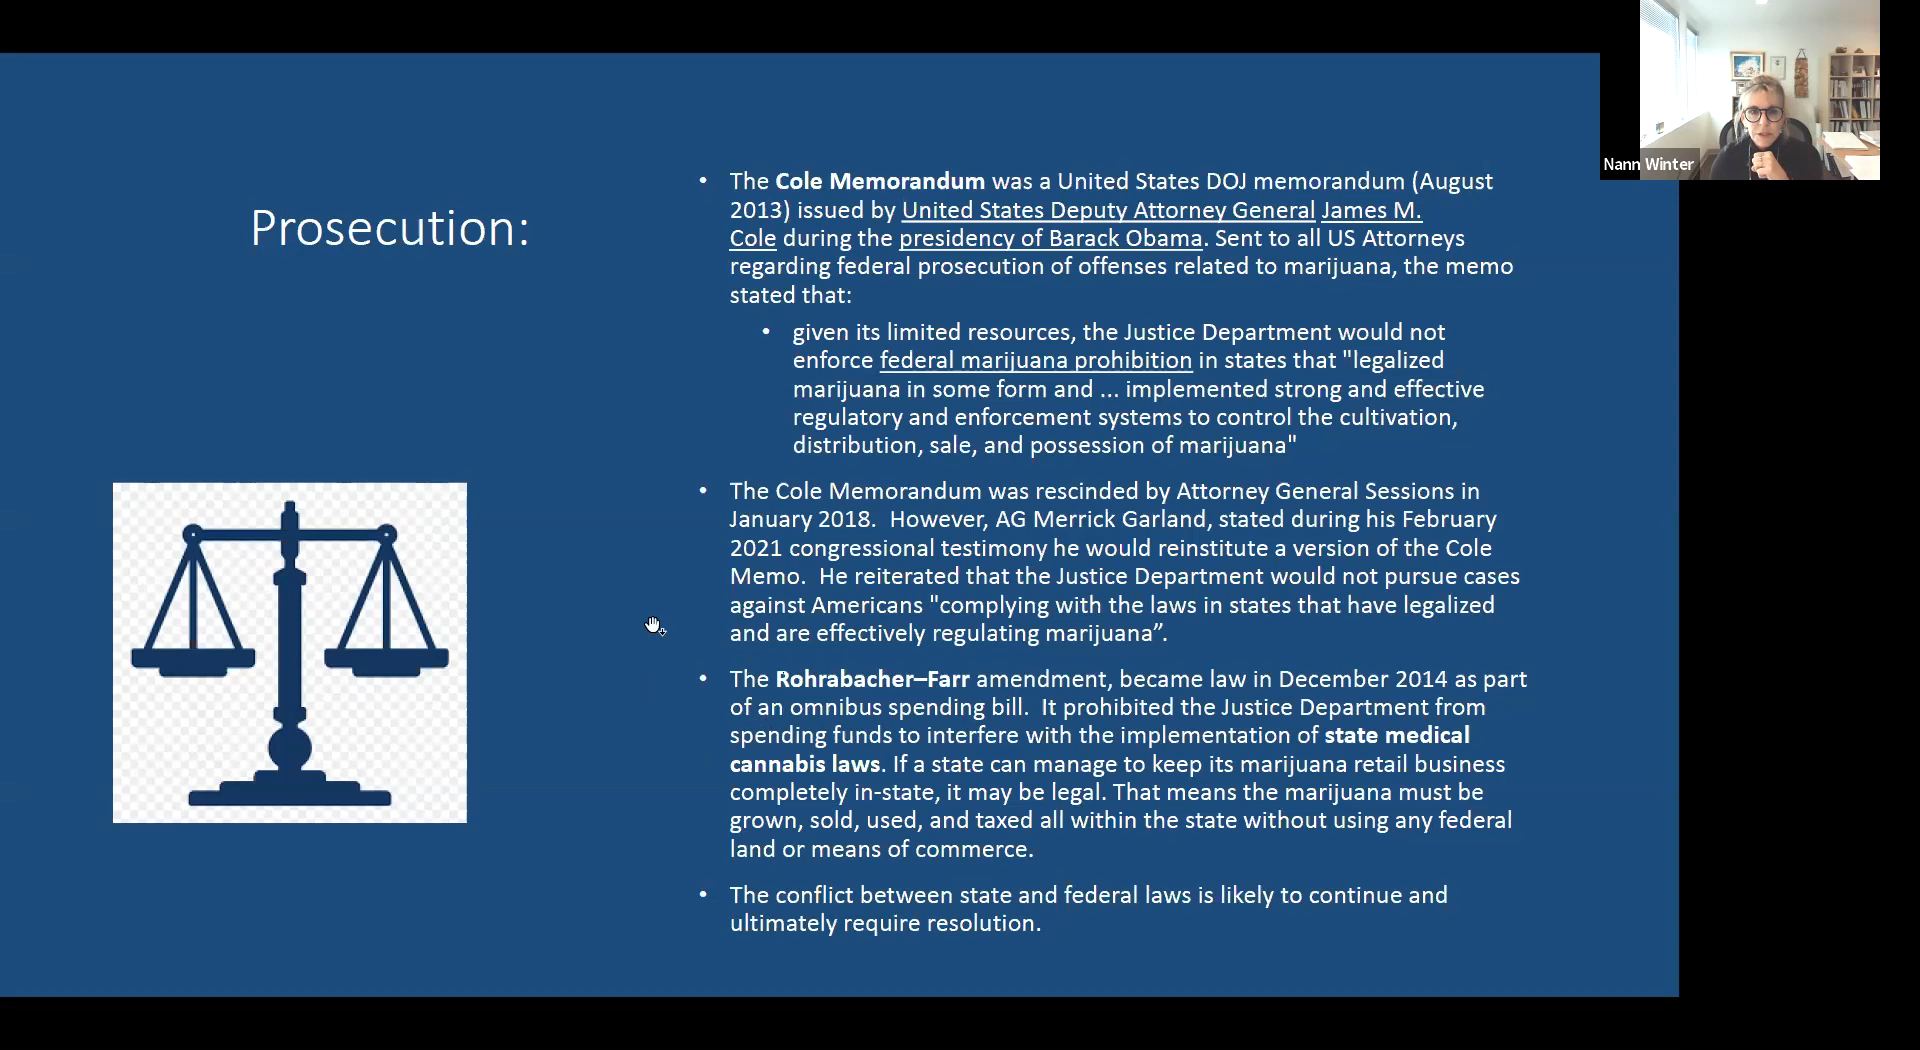 Nann Winter
Prosecution:
• The Cole Memorandum was a United States DOJ memorandum (August
2013) issued by United States Deputy Attorney General James M.
Cole during the presidency of Barack Obama. Sent to all US Attorneys
regarding federal prosecution of offenses related to marijuana, the memo
stated that:
• given its limited resources, the Justice Department would not
enforce federal marijuana prohibition in states that "legalized
marijuana in some form and ... implemented strong and effective
regulatory and enforcement systems to control the cultivation,
distribution, sale, and possession of marijuana"
• The Cole Memorandum was rescinded by Attorney General Sessions in
January 2018.  However, AG Merrick Garland, stated during his February
2021 congressional testimony he would reinstitute a version of the Cole
Memo.  He reiterated that the Justice Department would not pursue cases
against Americans "complying with the laws in states that have legalized
and are effectively regulating marijuana”.
• The Rohrabacher–Farr amendment, became law in December 2014 as part
of an omnibus spending bill.  It prohibited the Justice Department from
spending funds to interfere with the implementation of state medical
cannabis laws. If a state can manage to keep its marijuana retail business
completely in-state, it may be legal. That means the marijuana must be
grown, sold, used, and taxed all within the state without using any federal
land or means of commerce.
• The conflict between state and federal laws is likely to continue and
ultimately require resolution.